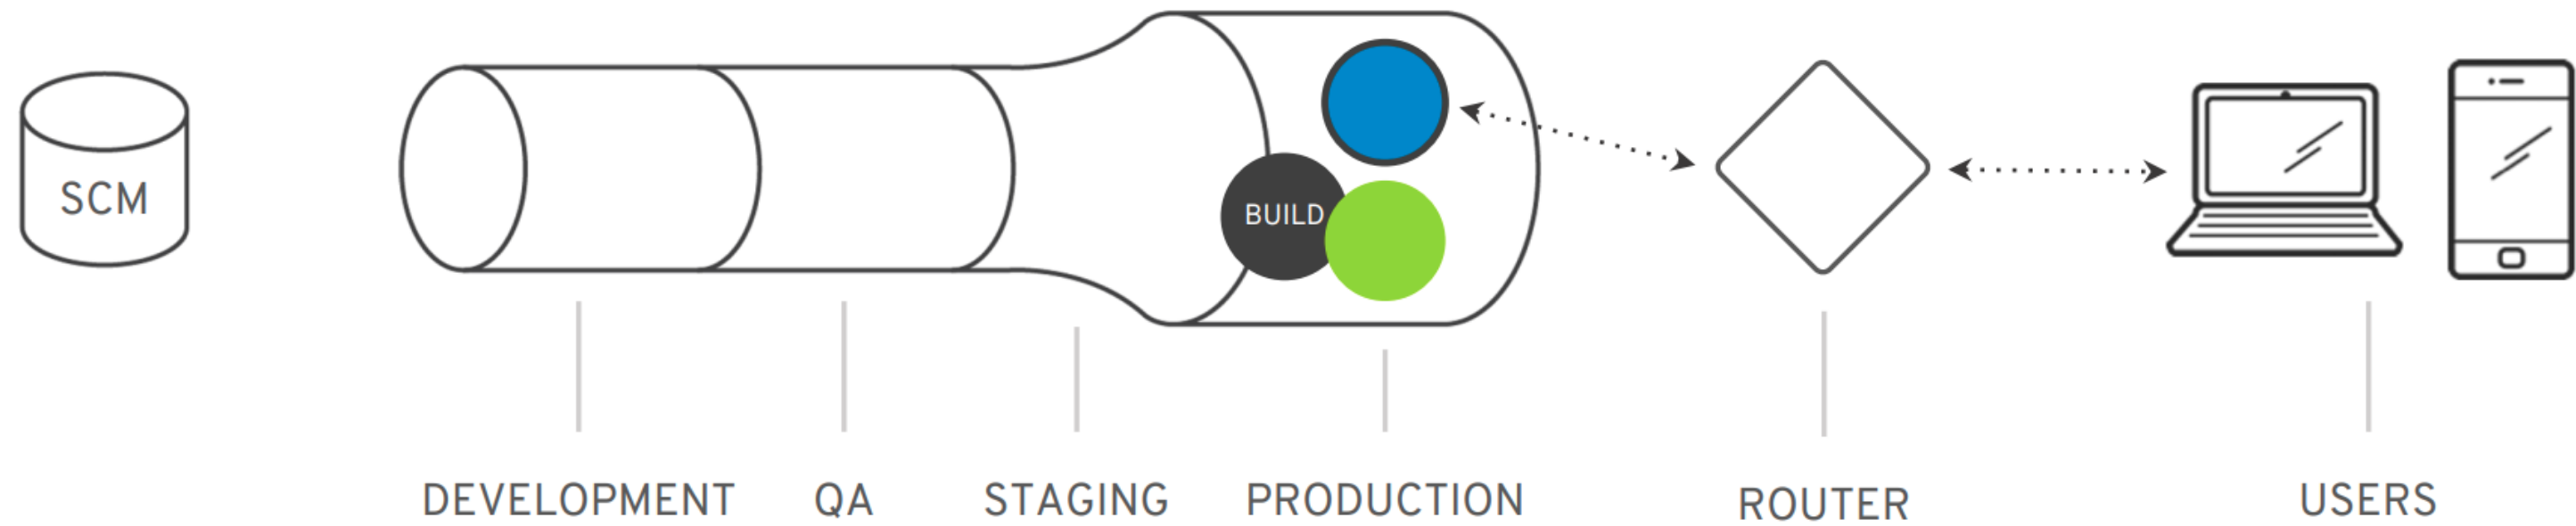 SCM
BUILD
DEVELOPMENT
QA
STAGING
PRODUCTION
ROUTER
USERS